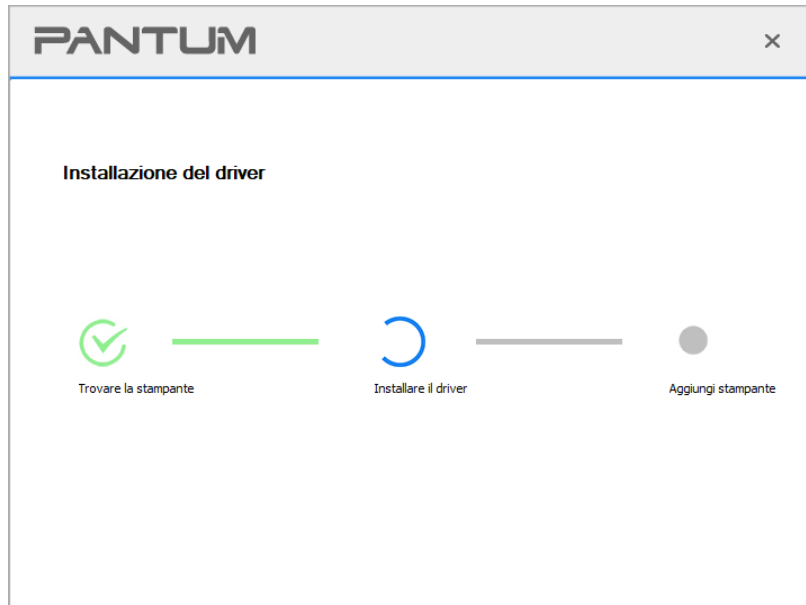 PANTUM
Installazione del driver
Trovare la stampante
Installare il driver
Aggiungi stampante